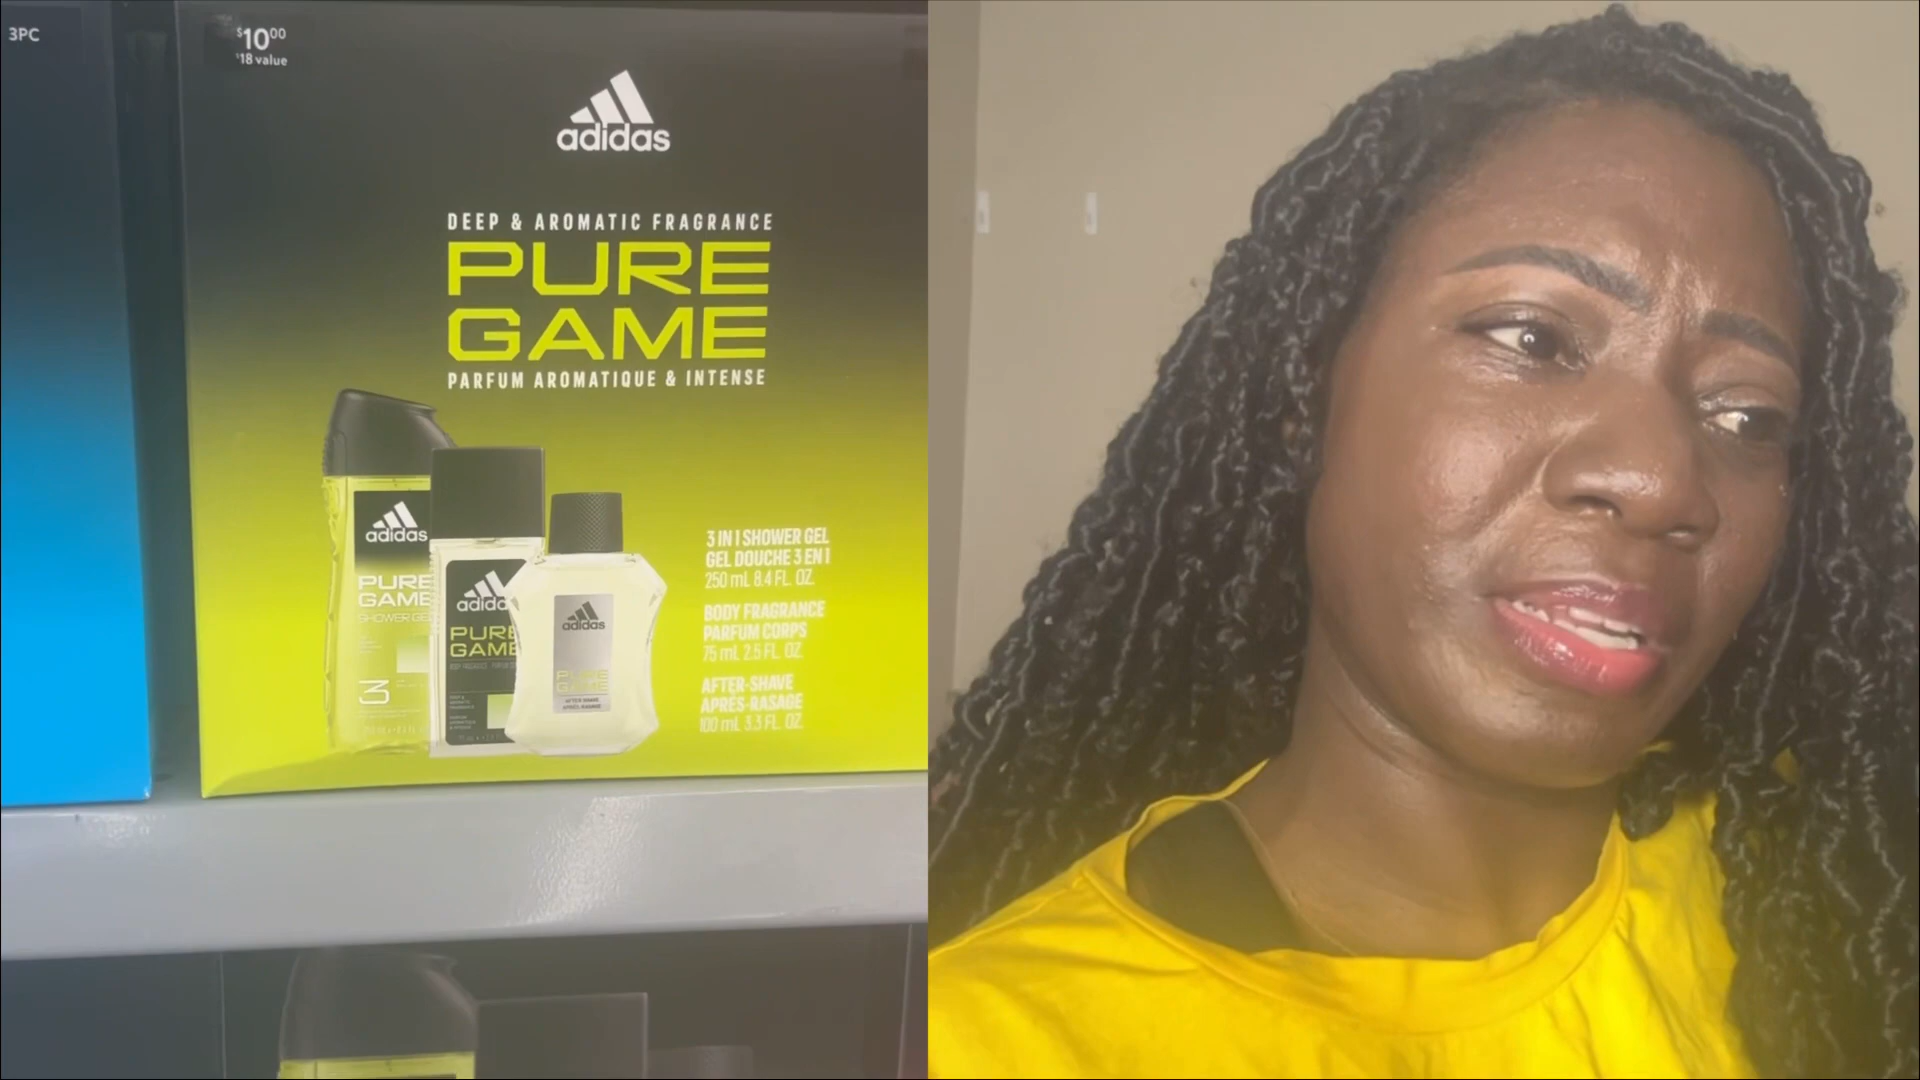 3PC
$10.00
$18 value
adidas
DEEP & AROMATIC FRAGRANCE
PURE
GAME
PARFUM AROMATIQUE & INTENSE
adidas
PURE
GAME
SHOWER GEL
3
adidas
PURE
GAME
adidas
PURE
GAME
AFTER-SHAVE
APRÈS-RASAGE
3 IN 1 SHOWER GEL
GEL DOUCHE 3 EN 1
250 mL 8.4 FL. OZ.
BODY FRAGRANCE
PARFUM CORPS
75 mL 2.5 FL. OZ.
AFTER-SHAVE
APRÈS-RASAGE
100 mL 3.3 FL. OZ.